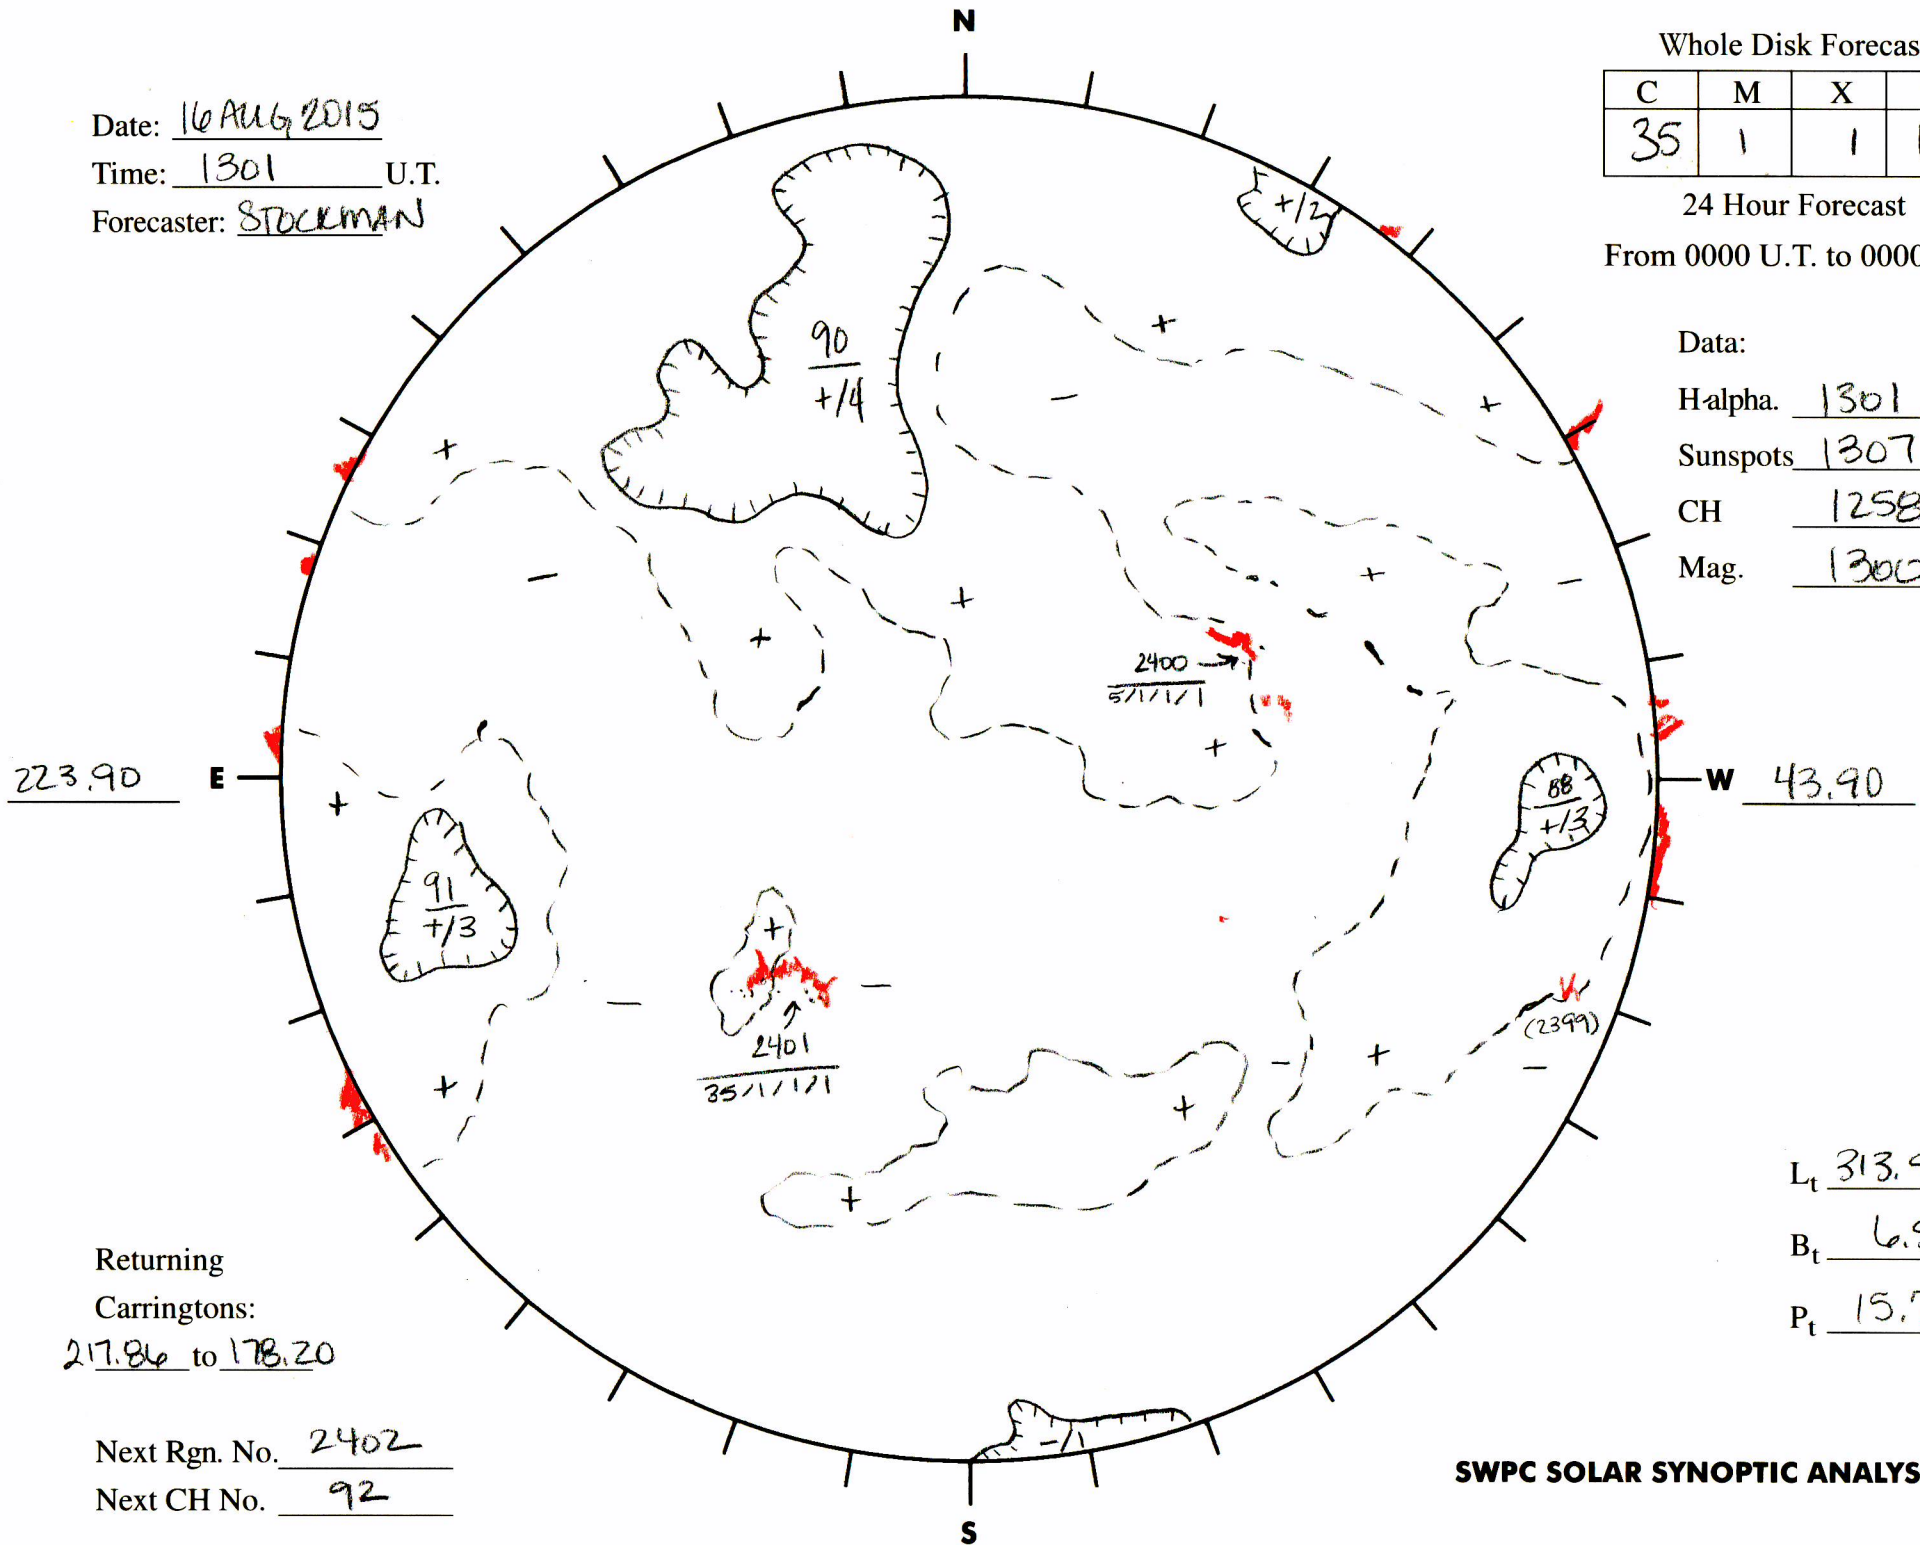 N
Whole Disk Forecas
C M X
35 1 1
24 Hour Forecast
From 0000 U.T. to 0000
Date: 16 AUG 2015
Time: 1301 U.T.
Forecaster: STOCKMAN
+/2
90
+/4
+
+
+
-
-
+
+
+
-
-
Data:
H-alpha. 1301
Sunspots 1307
CH 1258
Mag. 1300
2400
5/1/1/1
+
223.90 E
W 43.90
+
88
+/3
91
+/3
+
-
-
2401
35/1/1/1
(2399)
+
-
+
-
+
+
Lt 313.
Bt 6.
Pt 15.
Returning
Carringtons:
217.86 to 178.20
Next Rgn. No. 2402
Next CH No. 92
-/1
SWPC SOLAR SYNOPTIC ANALYS
S